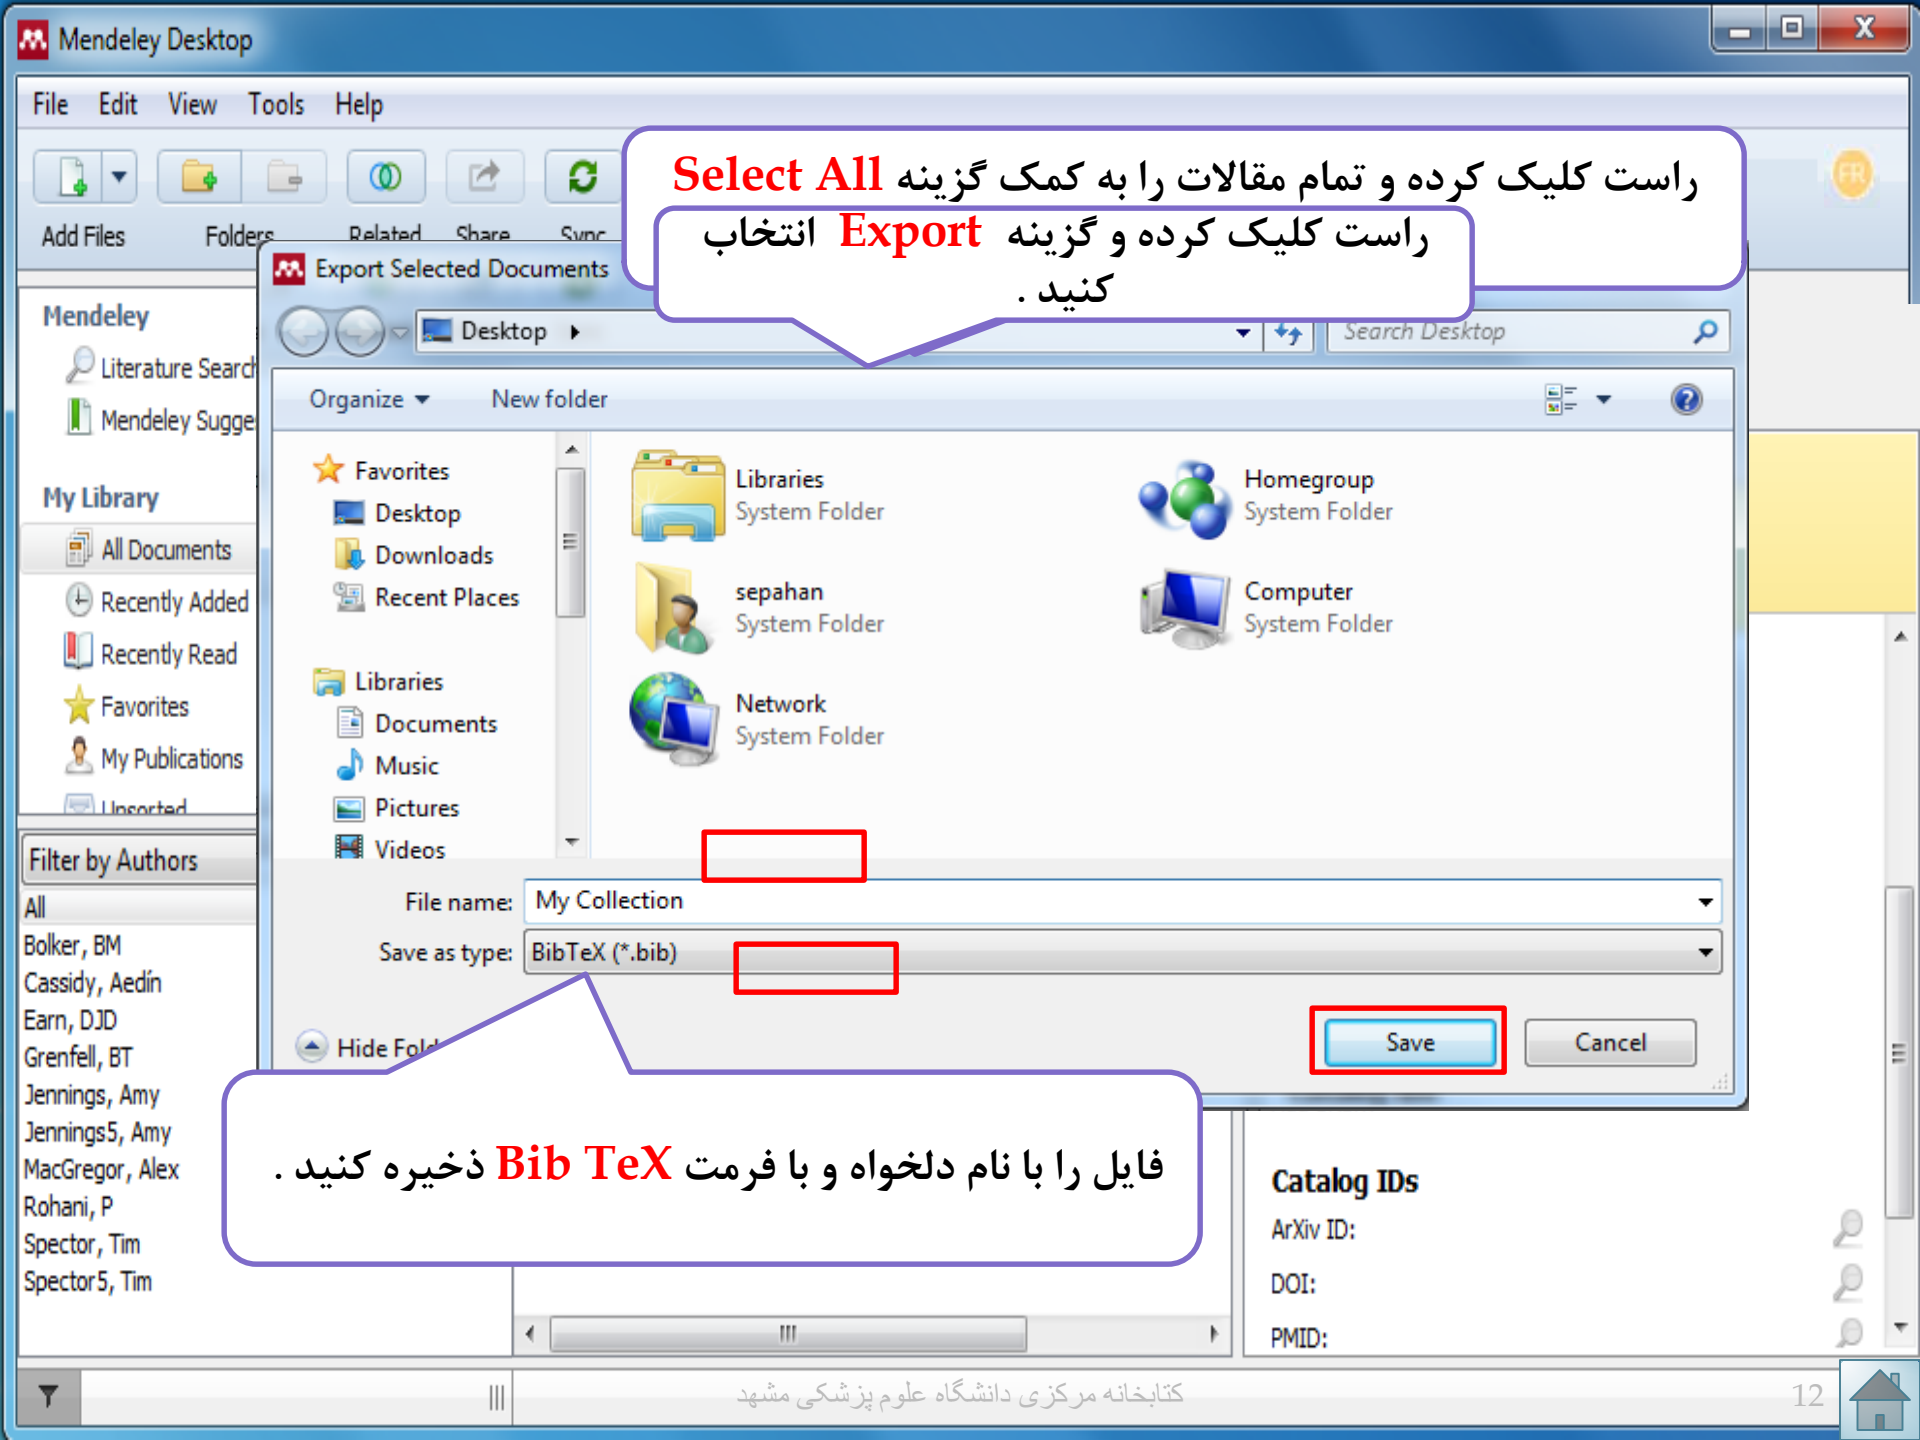 Mendeley Desktop
File Edit View Tools Help
راست کلیک کرده و تمام مقالات را به کمک گزینه Select All
راست کلیک کرده و گزینه Export انتخاب
کنید .
FR
Add Files Folders Related Share Sync
Export Selected Documents
Desktop
Search Desktop
Organize New folder
Mendeley
Literature Search
Mendeley Sugge
My Library
All Documents
Recently Added
Recently Read
Favorites
My Publications
Unsorted
Favorites
Desktop
Downloads
Recent Places
Libraries
Documents
Music
Pictures
Videos
Libraries
System Folder
Homegroup
System Folder
sepahan
System Folder
Computer
System Folder
Network
System Folder
File name: My Collection
Save as type: BibTeX (*.bib)
Hide Fol
Save Cancel
Filter by Authors
All
Bolker, BM
Cassidy, Aedín
Earn, DJD
Grenfell, BT
Jennings, Amy
Jennings5, Amy
MacGregor, Alex
Rohani, P
Spector, Tim
Spector5, Tim
فایل را با نام دلخواه و با فرمت Bib TeX ذخیره کنید .
Catalog IDs
ArXiv ID:
DOI:
PMID:
کتابخانه مرکزی دانشگاه علوم پزشکی مشهد
12